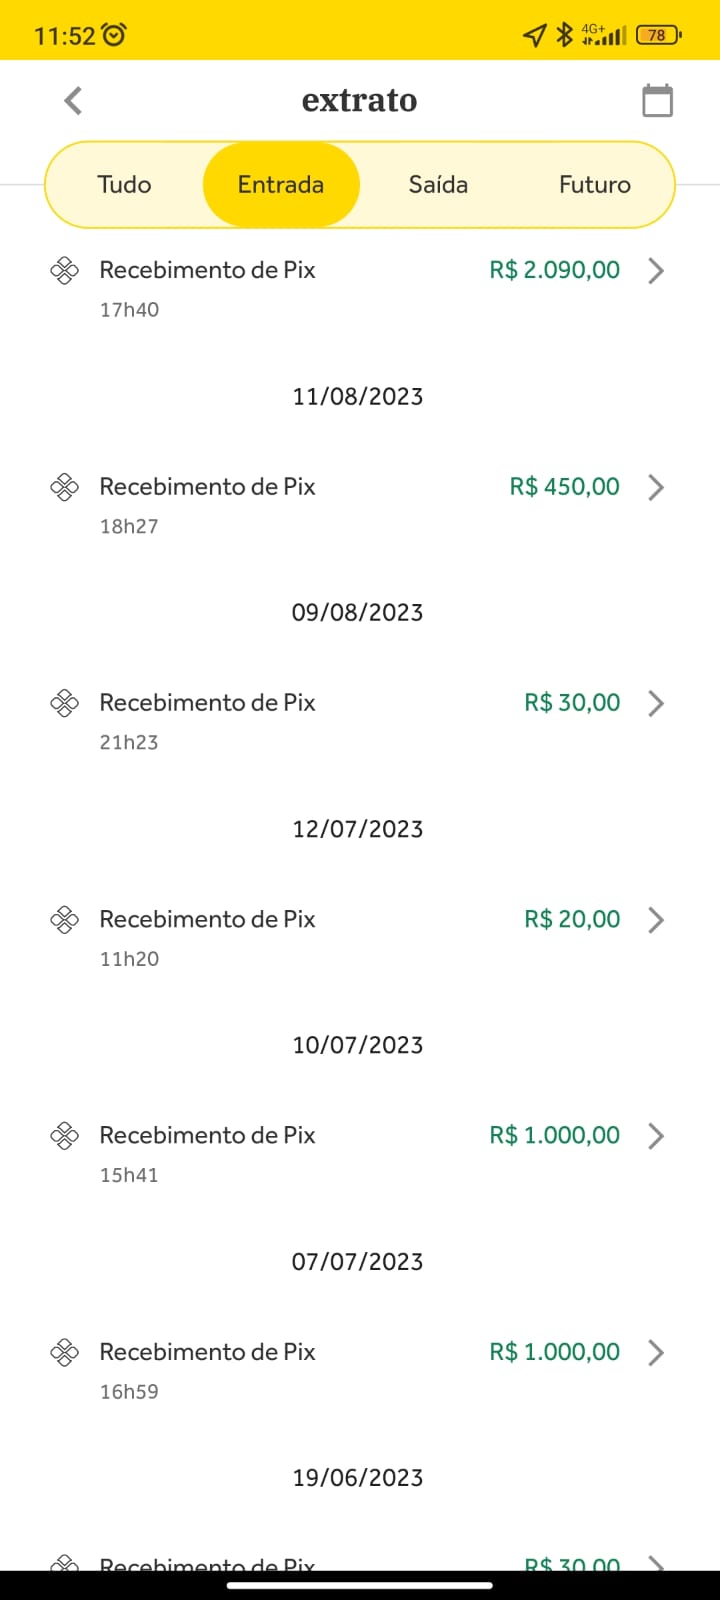 11:52
4G+
78
extrato
Tudo Entrada Saída Futuro
Recebimento de Pix R$ 2.090,00
17h40
11/08/2023
Recebimento de Pix R$ 450,00
18h27
09/08/2023
Recebimento de Pix R$ 30,00
21h23
12/07/2023
Recebimento de Pix R$ 20,00
11h20
10/07/2023
Recebimento de Pix R$ 1.000,00
15h41
07/07/2023
Recebimento de Pix R$ 1.000,00
16h59
19/06/2023
Recebimento de Pix R$ 30,00